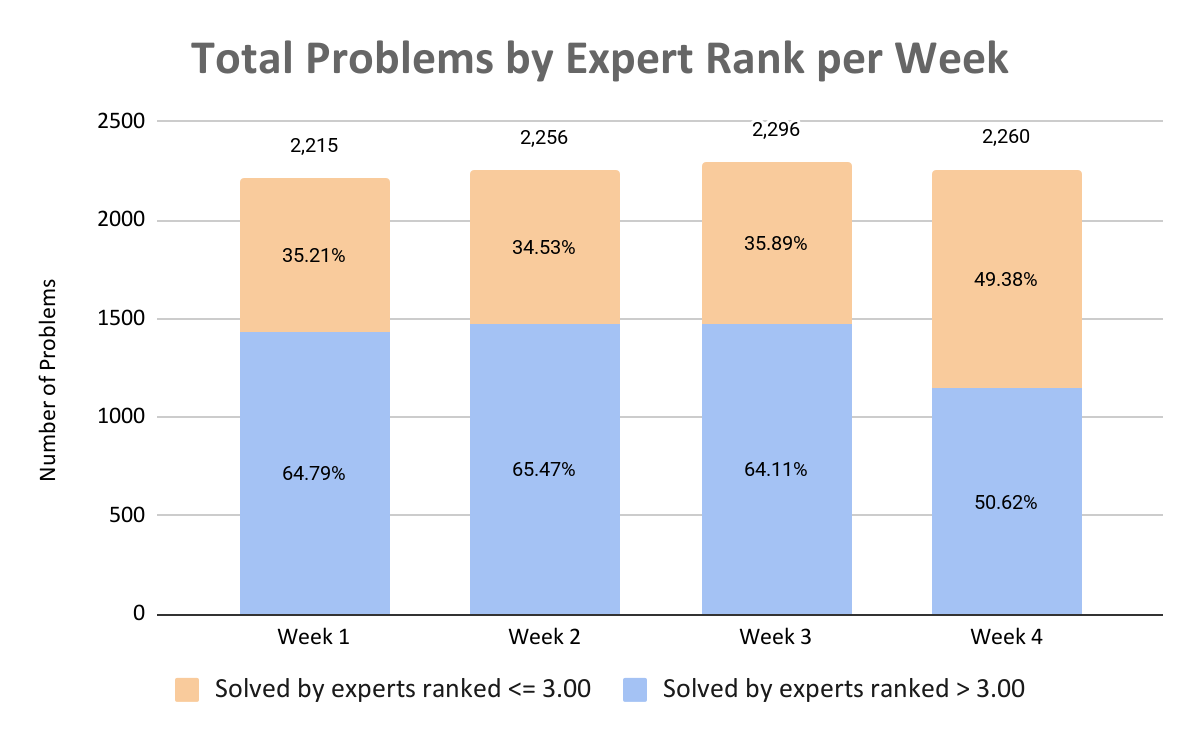 Total Problems by Expert Rank per Week
Number of Problems
2500
2000
1500
1000
500
0
2,215
2,256
2,296
2,260
35.21%
34.53%
35.89%
49.38%
64.79%
65.47%
64.11%
50.62%
Week 1
Week 2
Week 3
Week 4
Solved by experts ranked <= 3.00
Solved by experts ranked > 3.00